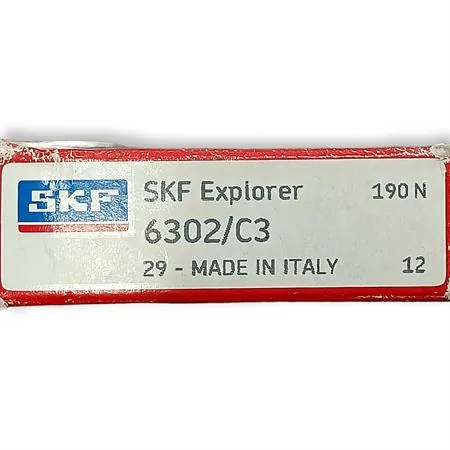 SKF
SKF Explorer 190 N
6302/C3
29 - MADE IN ITALY 12